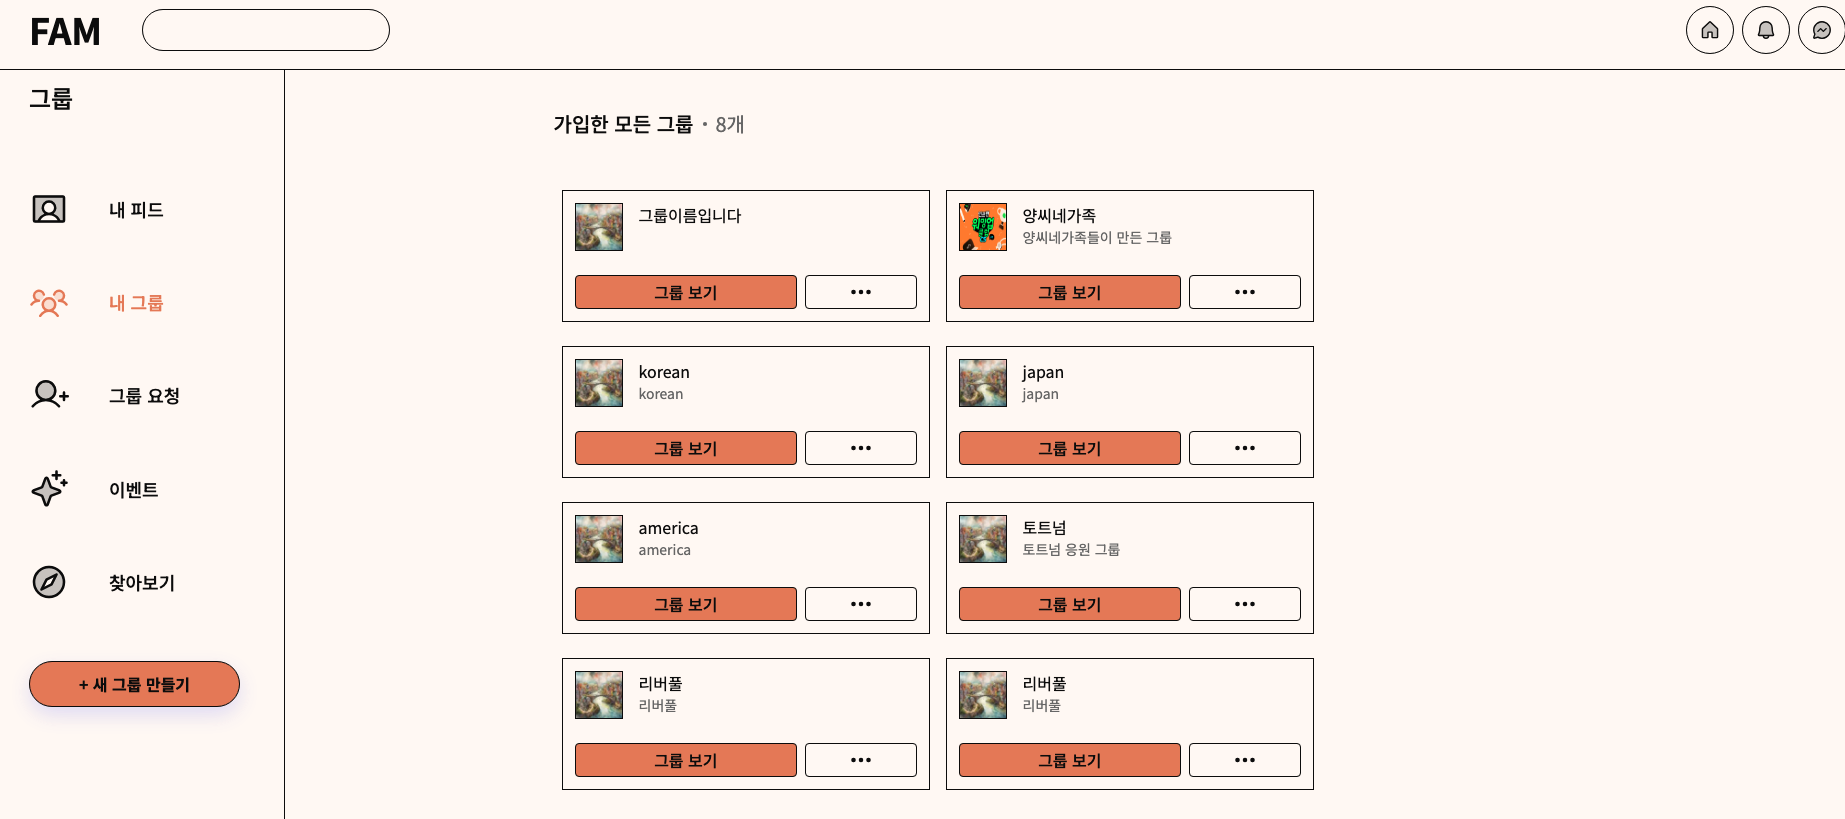 FAM
그룹
내 피드
내 그룹
그룹 요청
이벤트
찾아보기
+ 새 그룹 만들기
가입한 모든 그룹 · 8개
그룹이름입니다
그룹 보기
양씨네가족
양씨네가족들이 만든 그룹
그룹 보기
korean
korean
그룹 보기
japan
japan
그룹 보기
america
america
그룹 보기
토트넘
토트넘 응원 그룹
그룹 보기
리버풀
리버풀
그룹 보기
리버풀
리버풀
그룹 보기